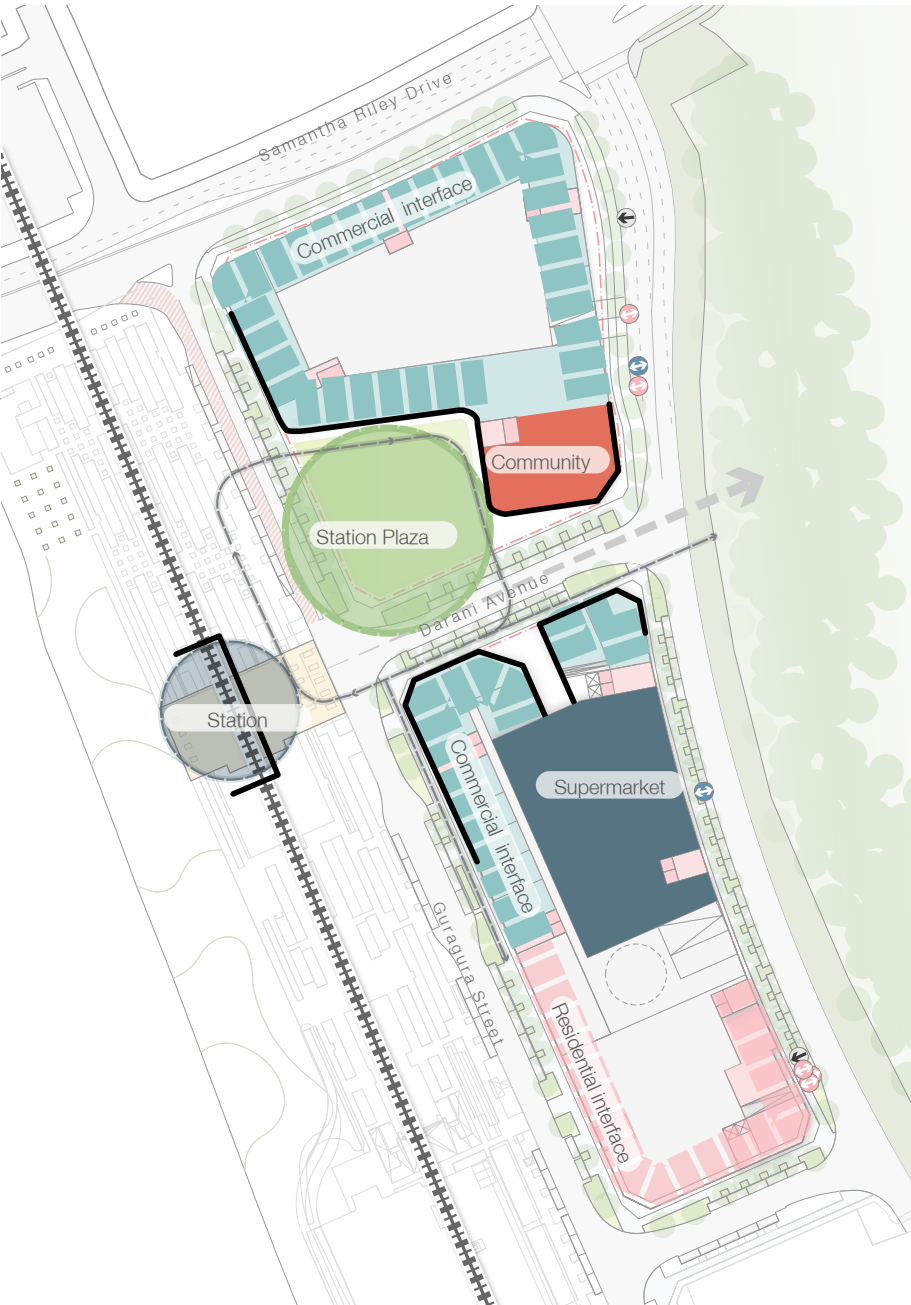 Samantha Riley Drive
Commercial interface
Community
Station Plaza
Darani Avenue
Station
Commercial interface
Supermarket
Guragura Street
Residential interface